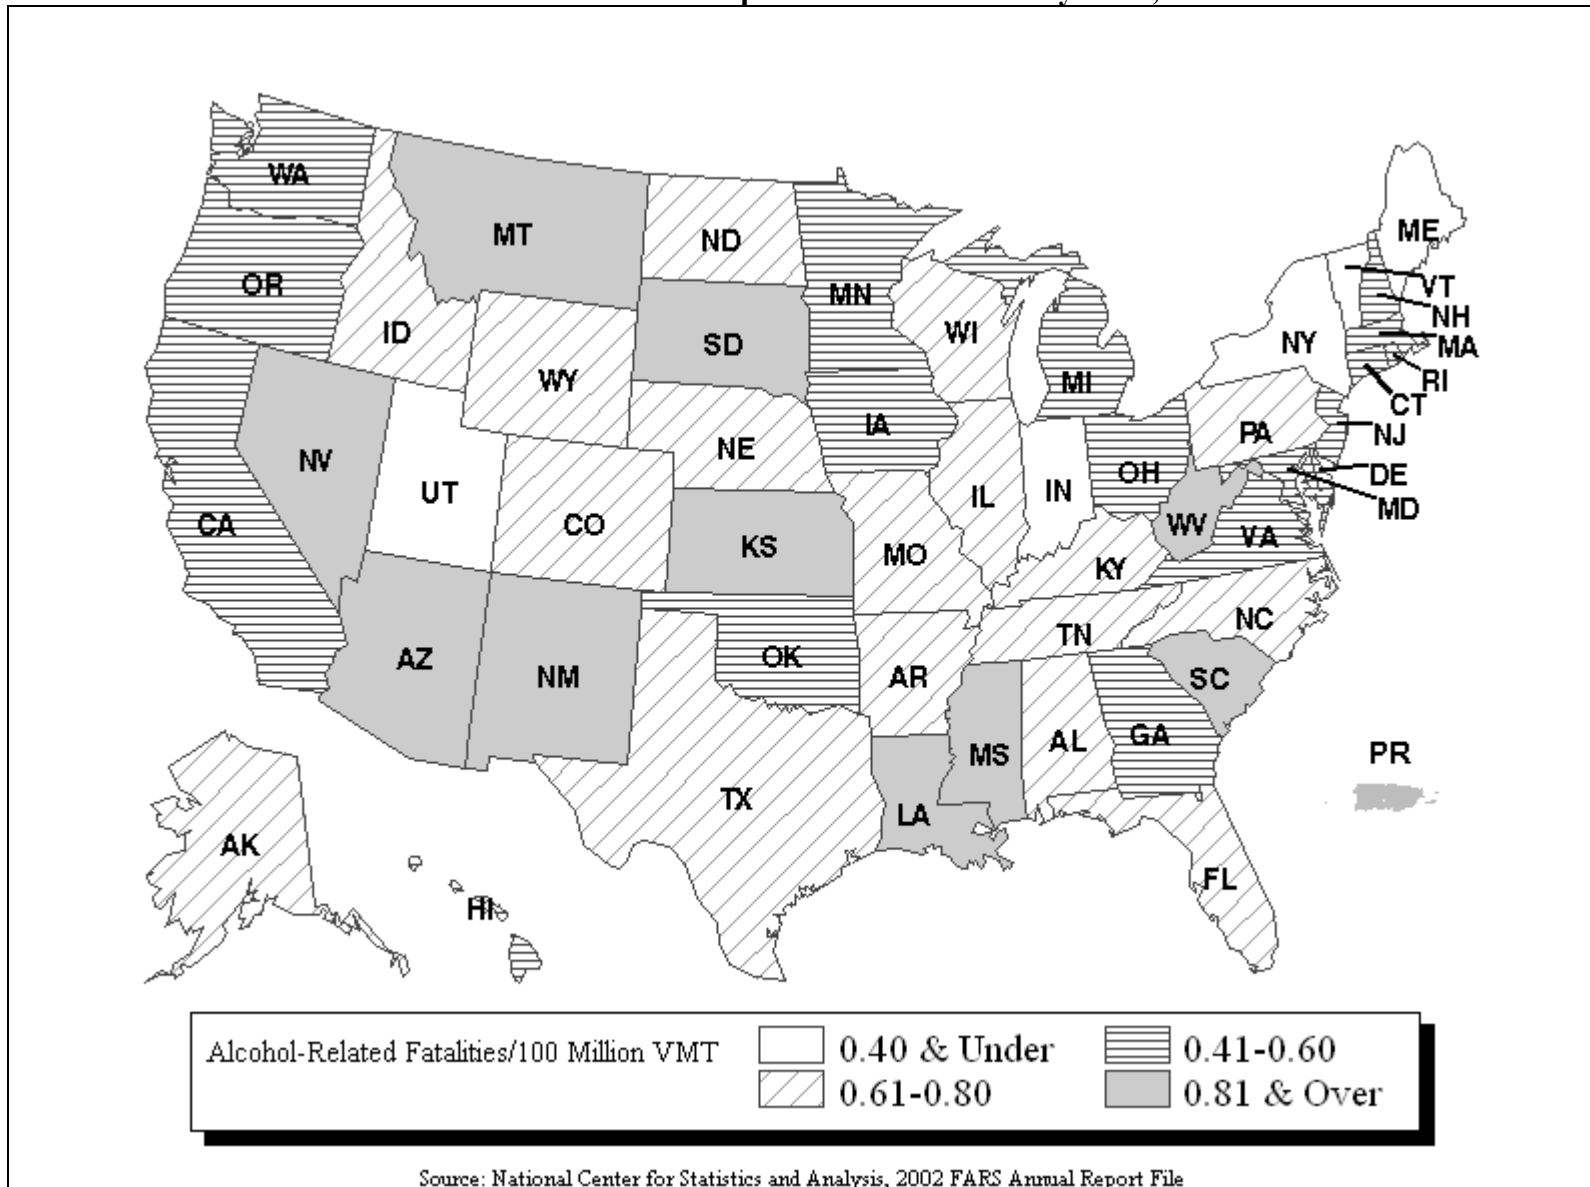 WA
MT
ND
ME
OR
MN
VT
NH
ID
WI
NY
MA
SD
WY
MI
RI
CT
IA
PA
NJ
NE
NV
OH
DE
UT
IL
IN
MD
CA
CO
WV
VA
KS
MO
KY
NC
TN
AZ
OK
NM
AR
SC
GA
AL
MS
PR
TX
LA
AK
FL
HI
Alcohol-Related Fatalities/100 Million VMT
0.40 & Under
0.41-0.60
0.61-0.80
0.81 & Over
Source: National Center for Statistics and Analysis, 2002 FARS Annual Report File